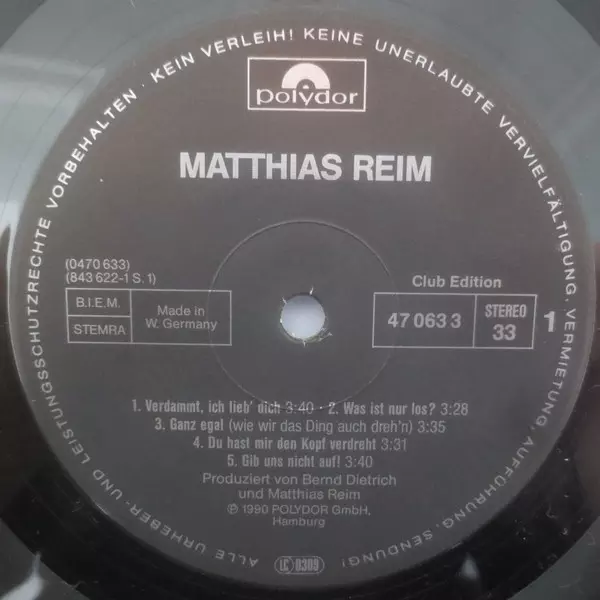 ALLE URHEBER- UND LEISTUNGSSCHUTZRECHTE VORBEHALTEN · KEIN VERLEIH! KEINE UNERLAUBTE VERVIELFÄLTIGUNG, VERMIETUNG, AUFFÜHRUNG, SENDUNG!
polydor
MATTHIAS REIM
(0470 633)
(843 622-1 S. 1)
B.I.E.M.
STEMRA
Made in
W. Germany
Club Edition
47 063 3
STEREO
33
1
1. Verdammt, ich lieb' dich 3:40 · 2. Was ist nur los? 3:28
3. Ganz egal (wie wir das Ding auch dreh'n) 3:35
4. Du hast mir den Kopf verdreht 3:31
5. Gib uns nicht auf! 3:40
Produziert von Bernd Dietrich
und Matthias Reim
℗ 1990 POLYDOR GmbH,
Hamburg
LC 0309